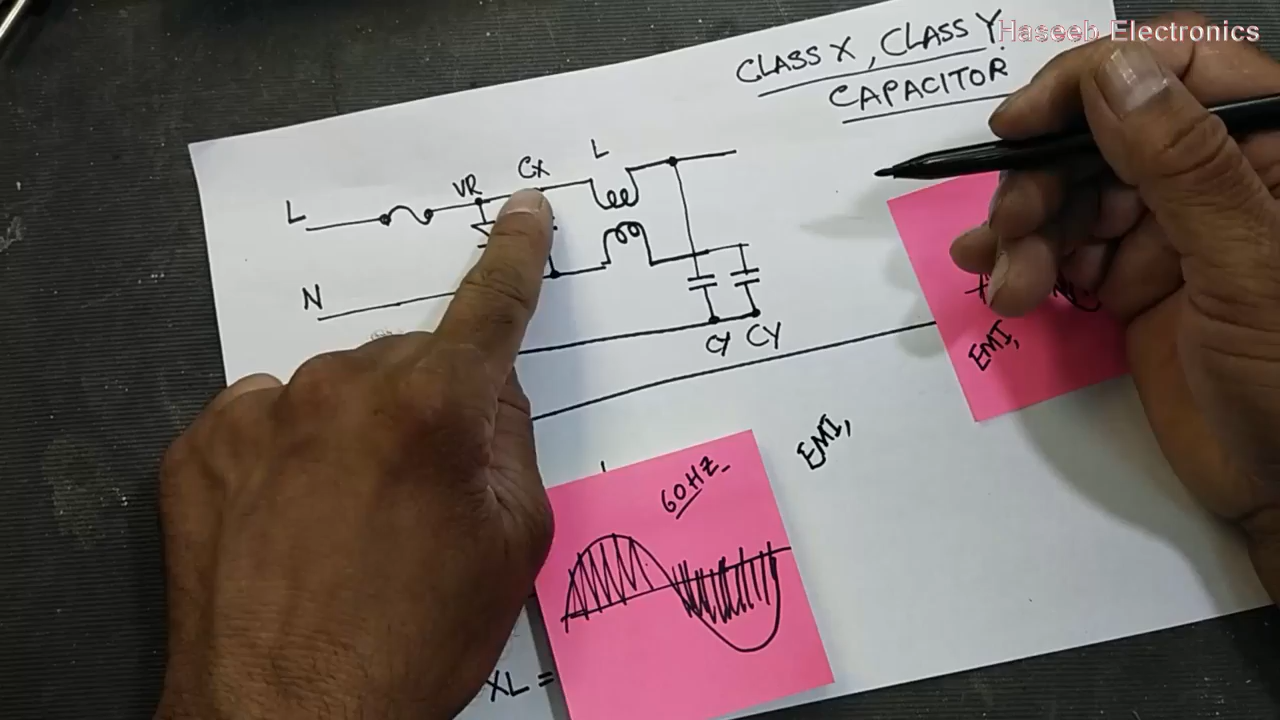 Haseeb Electronics
CLASS X, CLASS Y
CAPACITOR
L
CX
VR
L
N
CY CY
EMI,
EMI,
60HZ
XL =